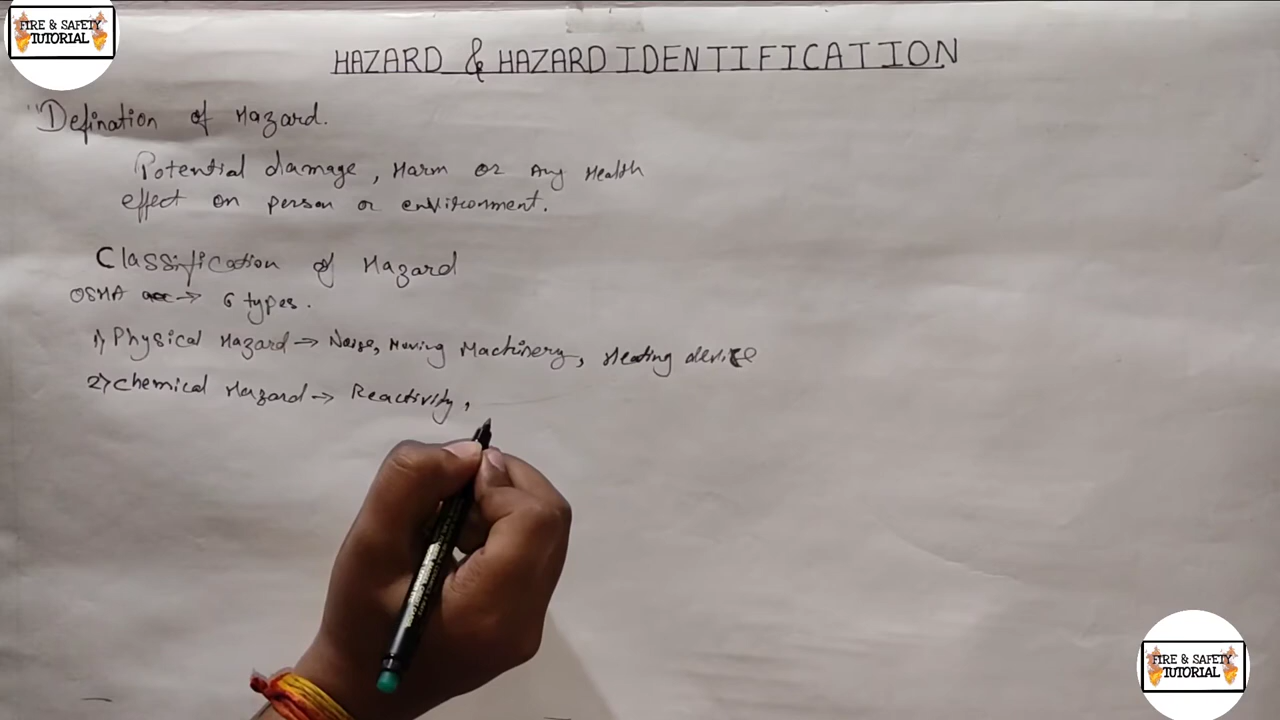 FIRE & SAFETY
TUTORIAL
HAZARD & HAZARD IDENTIFICATION
"Defination of Hazard.
Potential damage, Harm or Any Health
effect on person or environment.
Classification of Hazard
OSHA acc → 6 types.
1) Physical Hazard → Noise, Moving Machinery, Heating device
2) Chemical Hazard → Reactivity,
FIRE & SAFETY
TUTORIAL